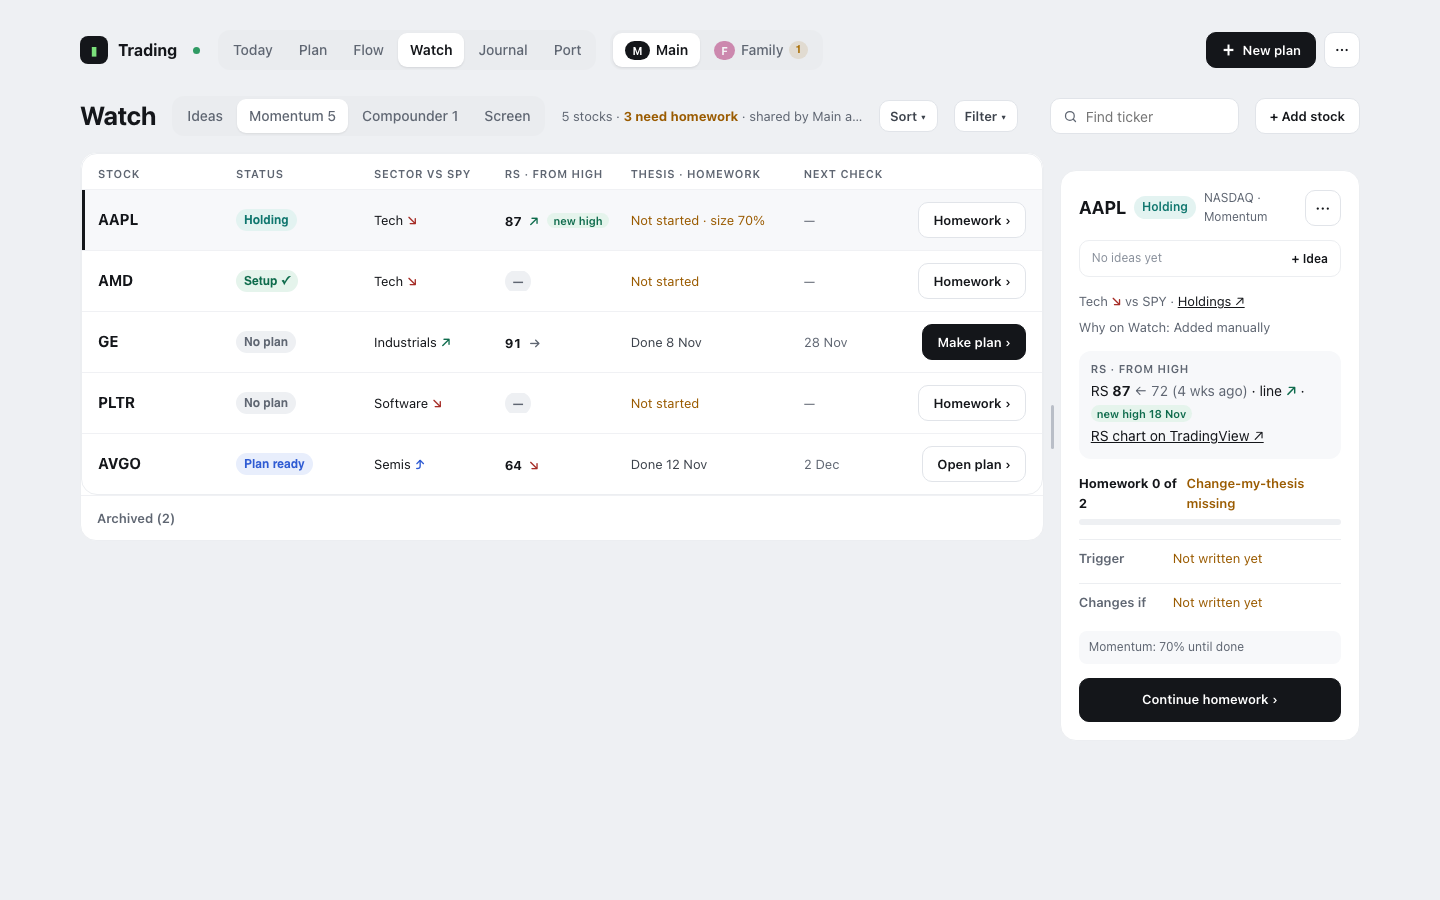 Trading Today Plan Flow Watch Journal Port M Main F Family 1 + New plan ...
Watch Ideas Momentum 5 Compounder 1 Screen 5 stocks · 3 need homework · shared by Main a... Sort ▾ Filter ▾ Find ticker + Add stock
STOCK STATUS SECTOR VS SPY RS · FROM HIGH THESIS · HOMEWORK NEXT CHECK
AAPL Holding Tech ↘ 87 ↗ new high Not started · size 70% — Homework ›
AMD Setup ✓ Tech ↘ — Not started — Homework ›
GE No plan Industrials ↗ 91 → Done 8 Nov 28 Nov Make plan ›
PLTR No plan Software ↘ — Not started — Homework ›
AVGO Plan ready Semis ⤴ 64 ↘ Done 12 Nov 2 Dec Open plan ›
Archived (2)
AAPL Holding NASDAQ ·
Momentum
...
No ideas yet + Idea
Tech ↘ vs SPY · Holdings ↗
Why on Watch: Added manually
RS · FROM HIGH
RS 87 ← 72 (4 wks ago) · line ↗ ·
new high 18 Nov
RS chart on TradingView ↗
Homework 0 of
2
Change-my-thesis
missing
Trigger Not written yet
Changes if Not written yet
Momentum: 70% until done
Continue homework ›